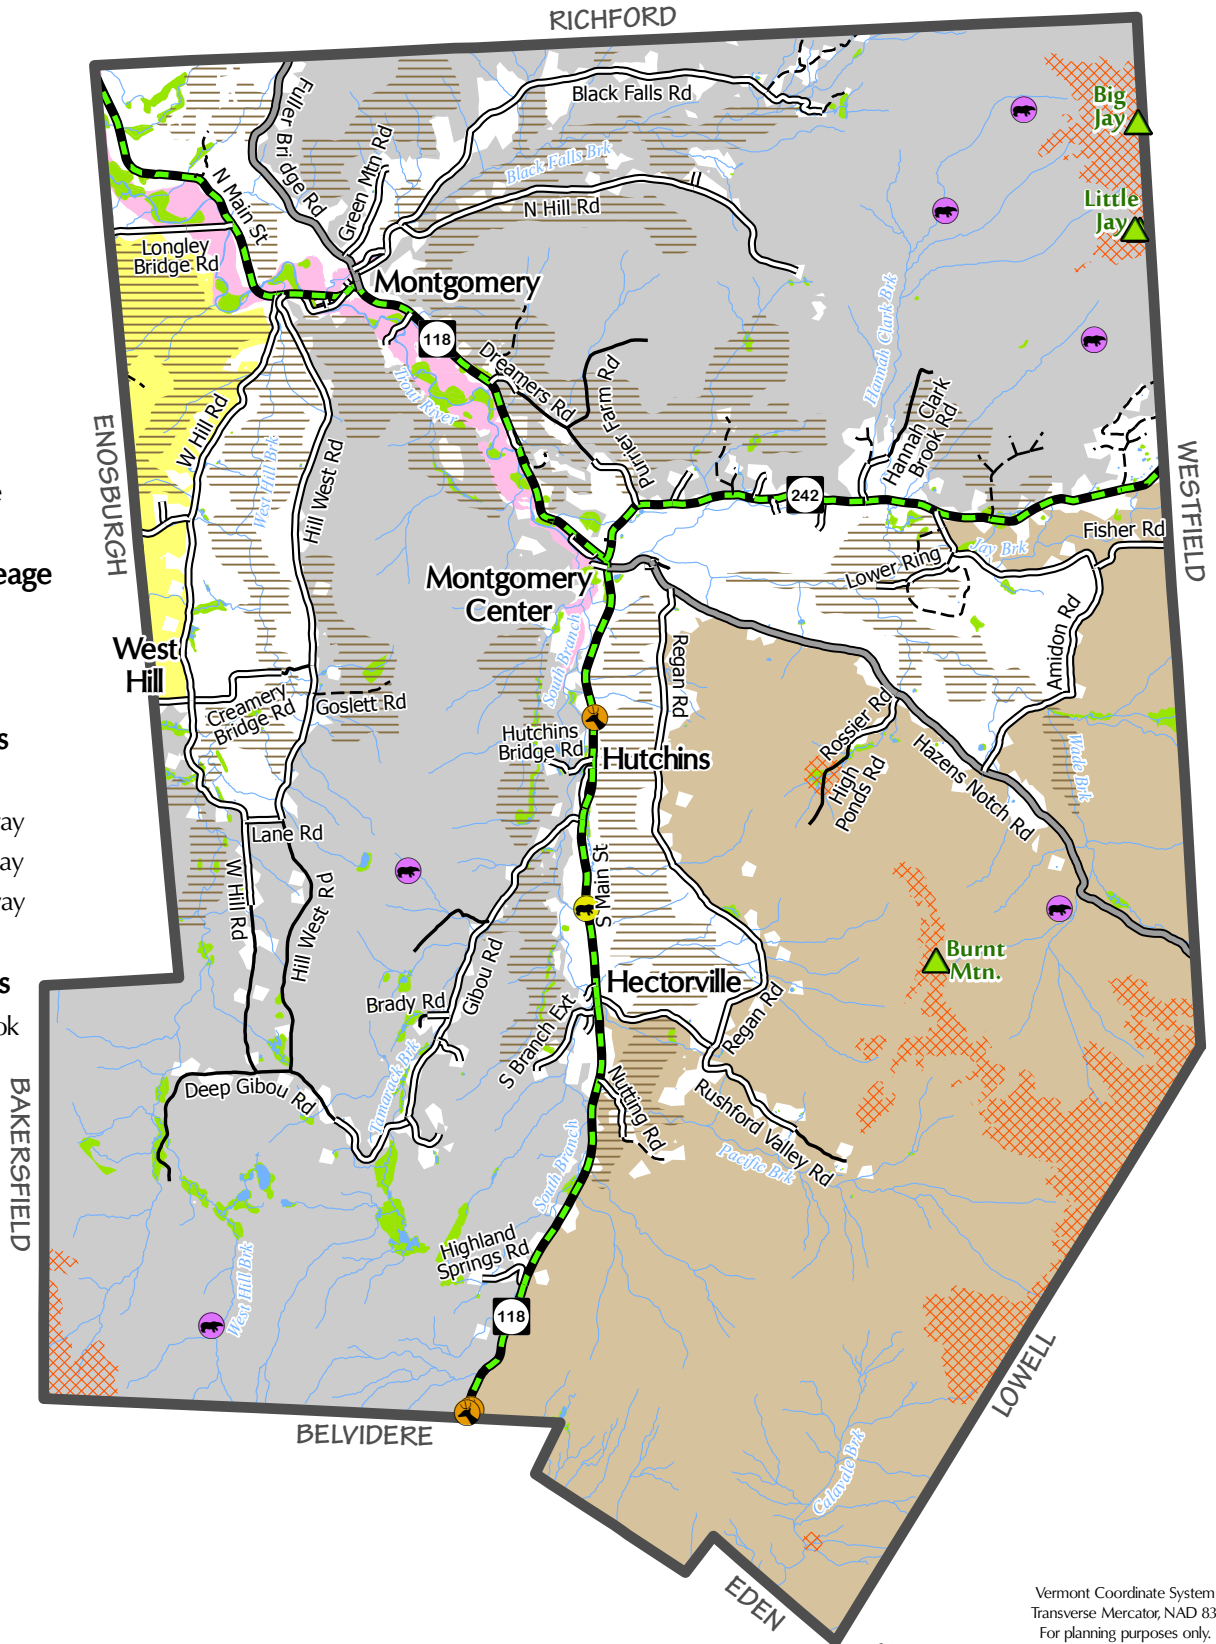 RICHFORD
Black Falls Rd
Fuller Bridge Rd
Green Mtn Rd
Black Falls Brk
Big
Jay
N Main St
N Hill Rd
Little
Jay
Longley
Bridge Rd
Montgomery
118
Hannah Clark Brk
Dreamers Rd
Purrier Farm Rd
Trout River
Hannah Clark
Brook Rd
ENOSBURGH
W Hill Rd
West Hill Brk
Hill West Rd
242
WESTFIELD
Fisher Rd
Jay Brk
Lower Ring
eage
Montgomery
Center
South Branch
Regan Rd
Amidon Rd
West
Hill
Creamery
Bridge Rd
Goslett Rd
Rossier Rd
High
Ponds Rd
Hazens Notch Rd
Wade Brk
Hutchins
Bridge Rd
Hutchins
s
ay
ay
ay
Lane Rd
W Hill Rd
Hill West Rd
S Main St
Gibou Rd
Burnt
Mtn.
Hectorville
s
ok
Brady Rd
S Branch Ext
Regan Rd
BAKERSFIELD
Deep Gibou Rd
Tamarack Brk
Nutting Rd
Rushford Valley Rd
Pacific Brk
South Branch
West Hill Brk
Highland
Springs Rd
118
LOWELL
BELVIDERE
Calavale Brk
EDEN
Vermont Coordinate System
Transverse Mercator, NAD 83
For planning purposes only.